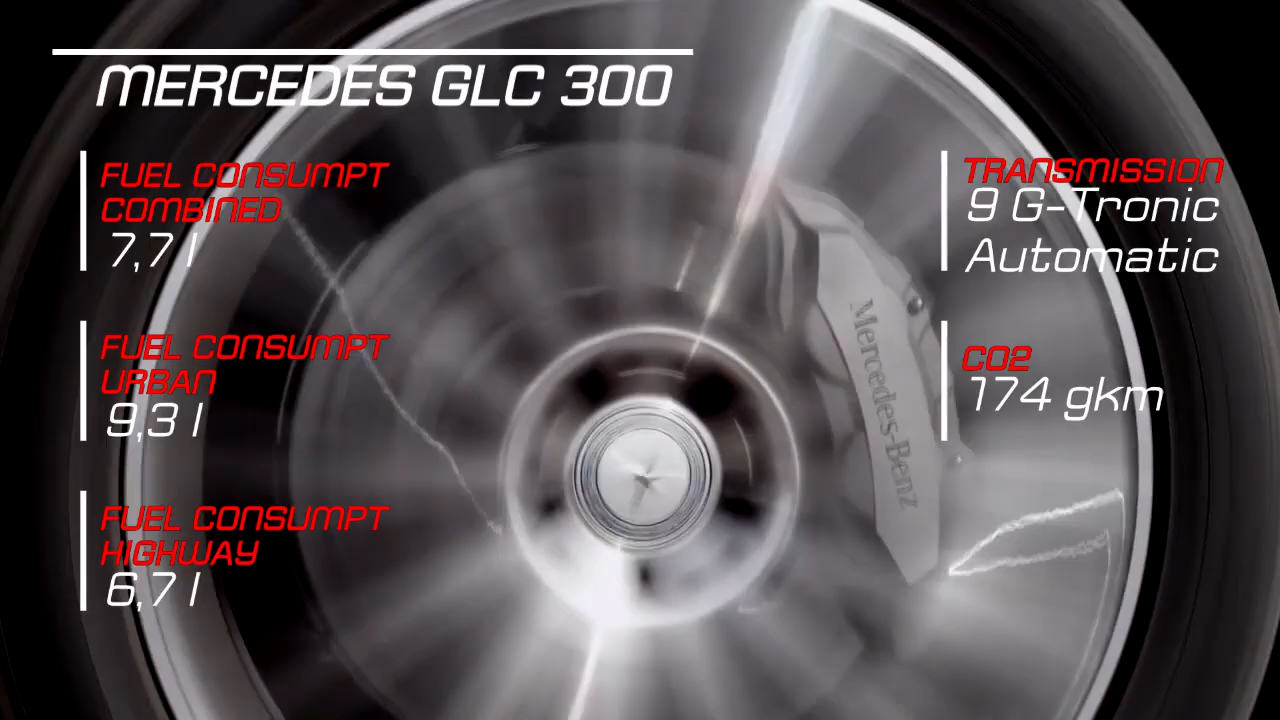 MERCEDES GLC 300
FUEL CONSUMPT
COMBINED
7,7 l
FUEL CONSUMPT
URBAN
9,3 l
FUEL CONSUMPT
HIGHWAY
6,7 l
TRANSMISSION
9 G-Tronic
Automatic
CO2
174 gkm
Mercedes-Benz